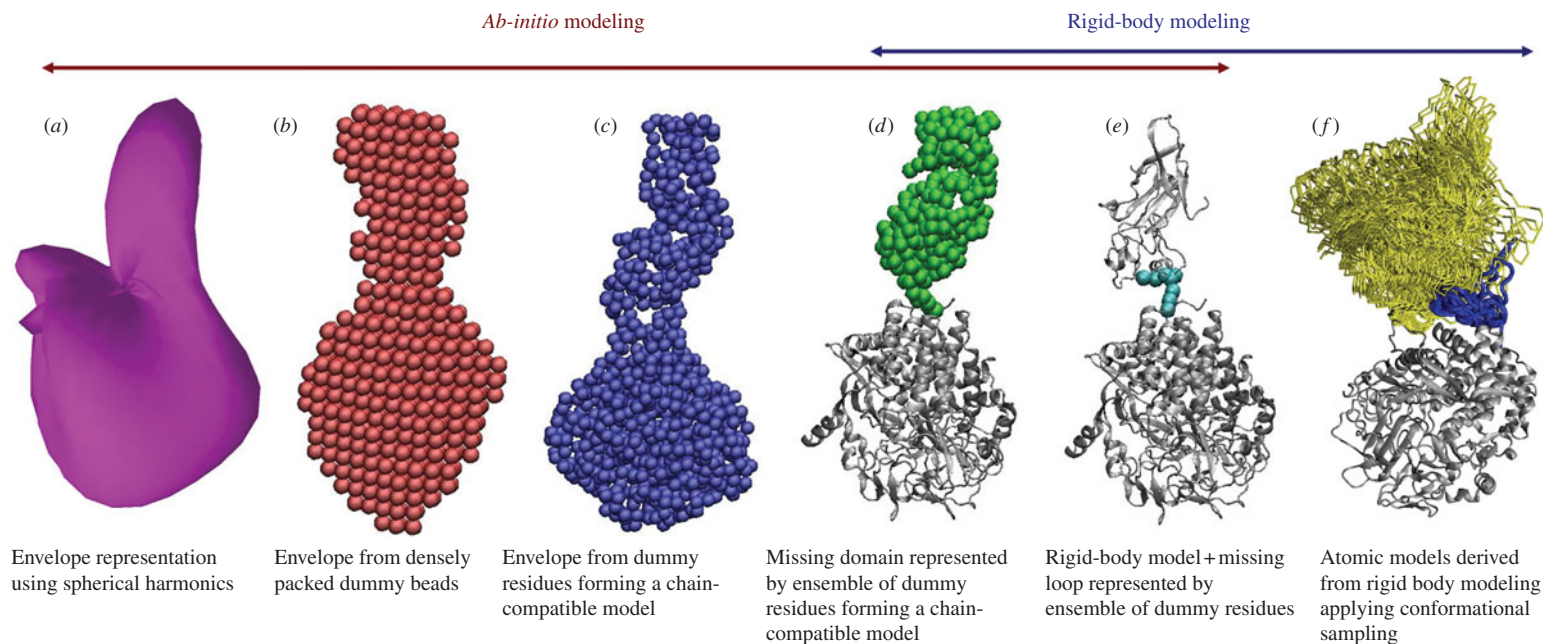 Ab-initio modeling
Rigid-body modeling
(a)
(b)
(c)
(d)
(e)
(f)
Envelope representation
using spherical harmonics
Envelope from densely
packed dummy beads
Envelope from dummy
residues forming a chain-
compatible model
Missing domain represented
by ensemble of dummy
residues forming a chain-
compatible model
Rigid-body model + missing
loop represented by
ensemble of dummy residues
Atomic models derived
from rigid body modeling
applying conformational
sampling